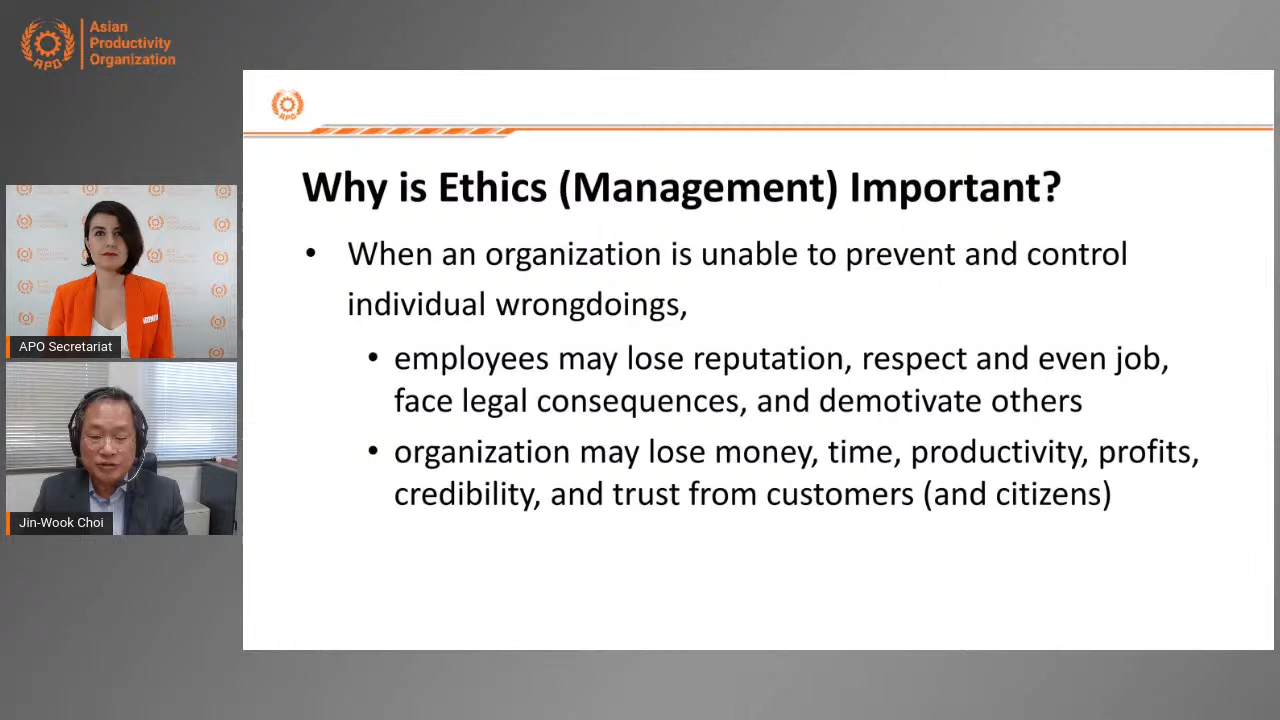 Asian
Productivity
Organization
APO
APO
Why is Ethics (Management) Important?
• When an organization is unable to prevent and control
individual wrongdoings,
• employees may lose reputation, respect and even job,
face legal consequences, and demotivate others
• organization may lose money, time, productivity, profits,
credibility, and trust from customers (and citizens)
APO Secretariat
Jin-Wook Choi